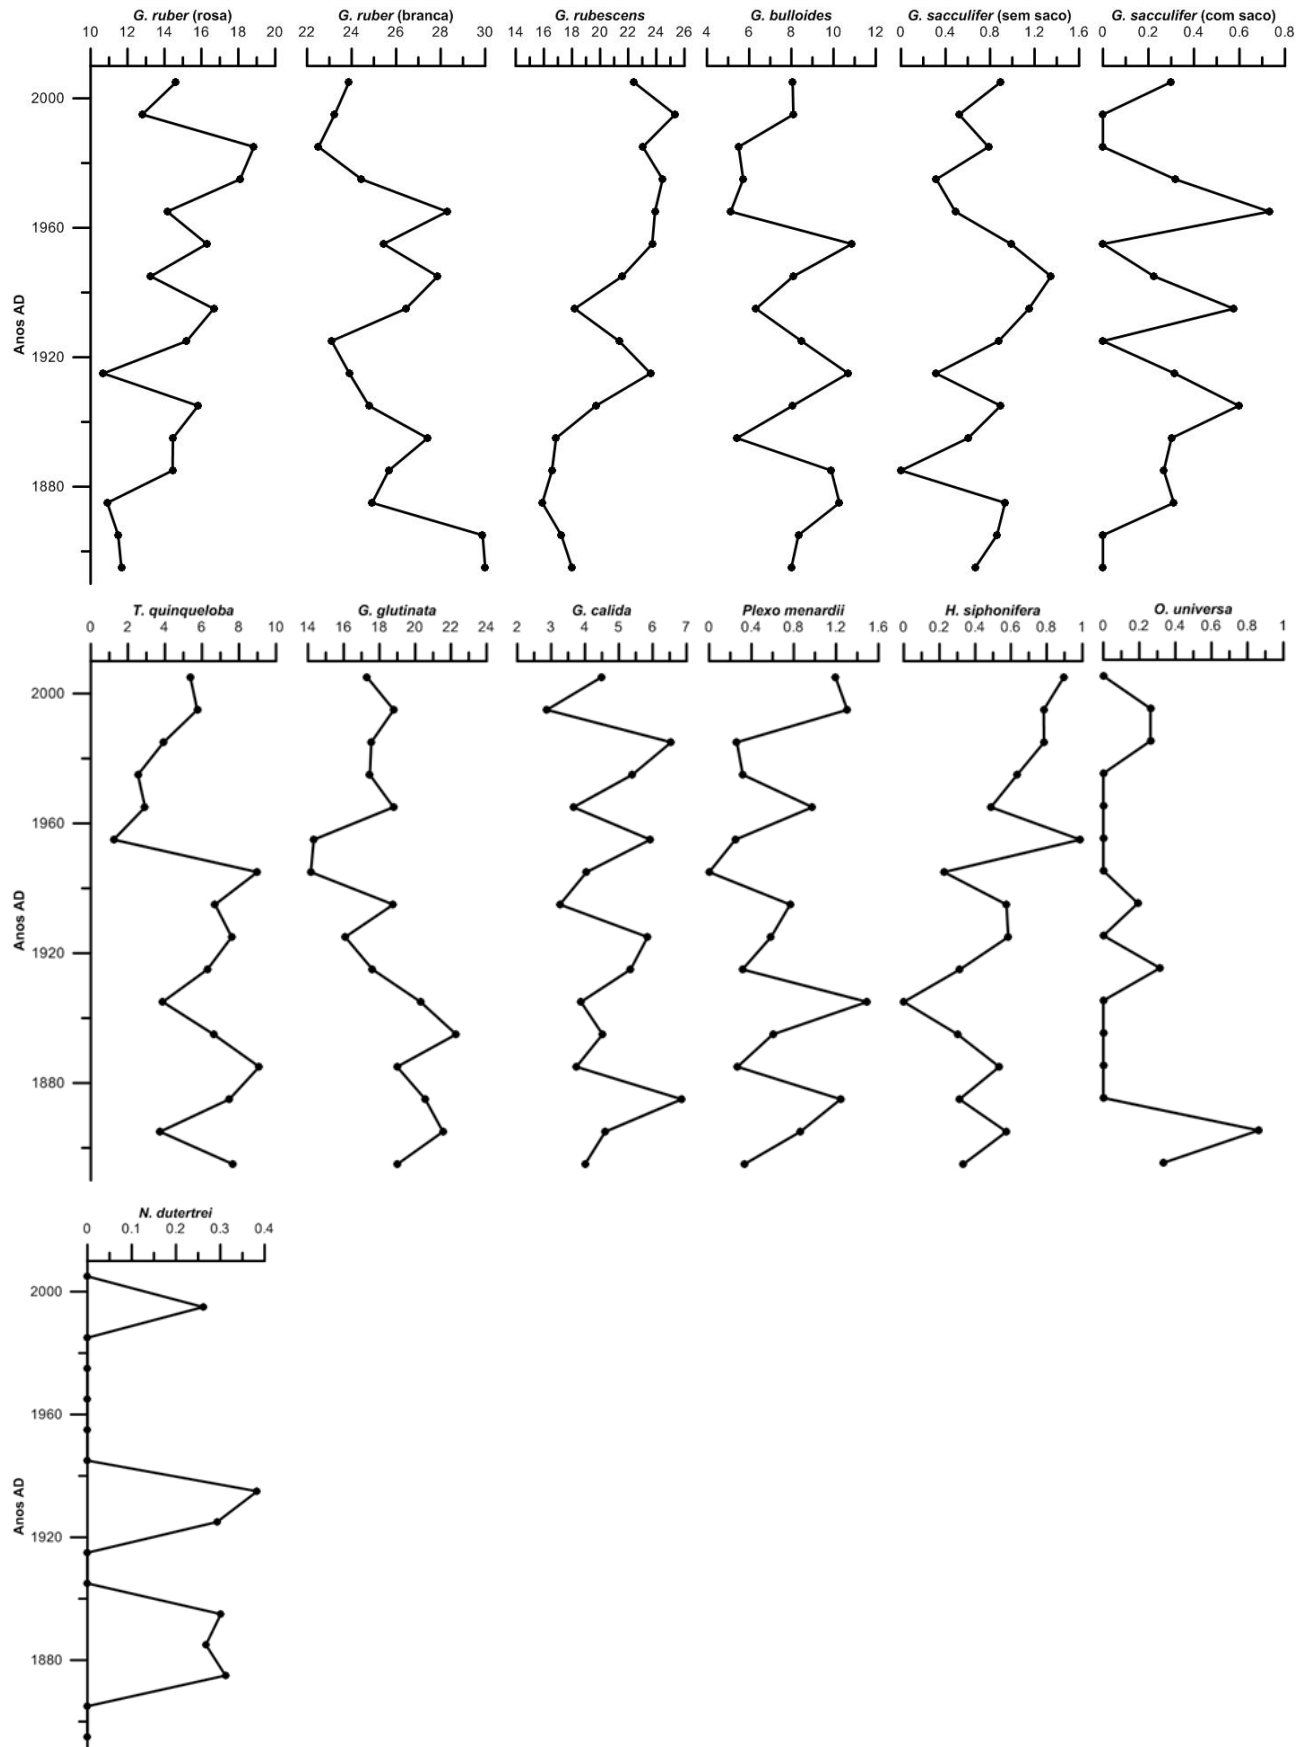 G. ruber (rosa) G. ruber (branca) G. rubescens G. bulloides G. sacculifer (sem saco) G. sacculifer (com saco)
10 12 14 16 18 20 22 24 26 28 30 14 16 18 20 22 24 26 4 6 8 10 12 0 0.4 0.8 1.2 1.6 0 0.2 0.4 0.6 0.8
2000
1960
Anos AD
1920
1880
T. quinqueloba G. glutinata G. calida Plexo menardii H. siphonifera O. universa
0 2 4 6 8 10 14 16 18 20 22 24 2 3 4 5 6 7 0 0.4 0.8 1.2 1.6 0 0.2 0.4 0.6 0.8 1 0 0.2 0.4 0.6 0.8 1
2000
1960
Anos AD
1920
1880
N. dutertrei
0 0.1 0.2 0.3 0.4
2000
1960
Anos AD
1920
1880